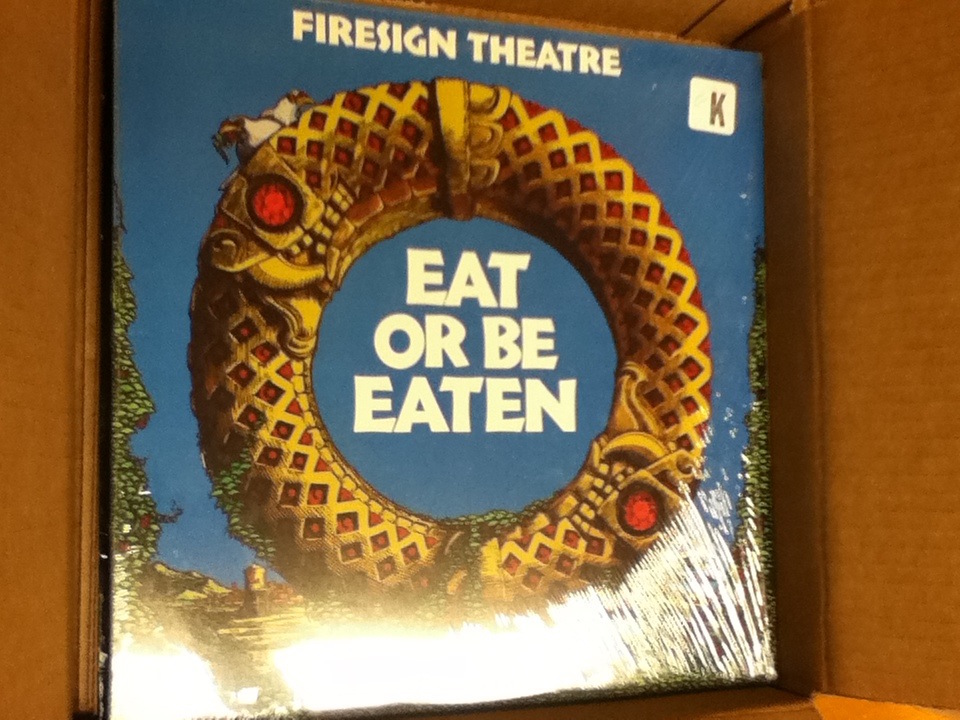 FIRESIGN THEATRE
K
EAT
OR BE
EATEN